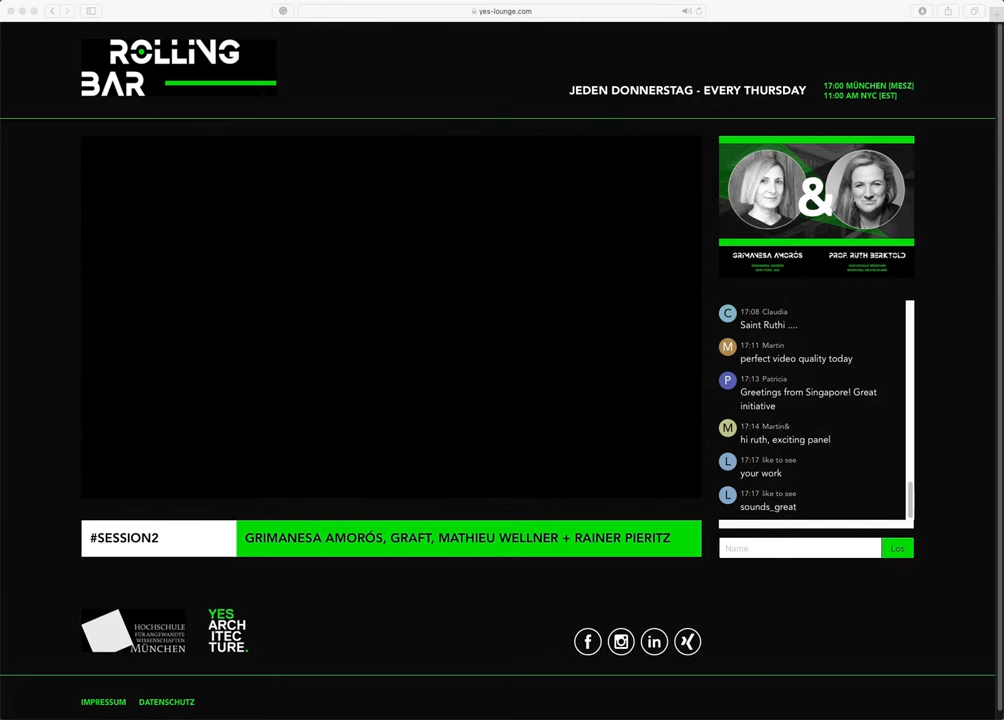 yes-lounge.com
ROLLING
BAR
JEDEN DONNERSTAG - EVERY THURSDAY
17:00 MÜNCHEN [MESZ]
11:00 AM NYC [EST]
&
GRIMANESA AMORÓS
PROF. RUTH BERKTOLD
C
17:08 Claudia
Saint Ruthi ....
M
17:11 Martin
perfect video quality today
P
17:13 Patricia
Greetings from Singapore! Great
initiative
M
17:14 Martin&
hi ruth, exciting panel
L
17:17 like to see
your work
L
17:17 like to see
sounds_great
#SESSION2
GRIMANESA AMORÓS, GRAFT, MATHIEU WELLNER + RAINER PIERITZ
Name
Los
HOCHSCHULE
FÜR ANGEWANDTE
WISSENSCHAFTEN
MÜNCHEN
YES
ARCH
ITEC
TURE.
f
in
IMPRESSUM
DATENSCHUTZ